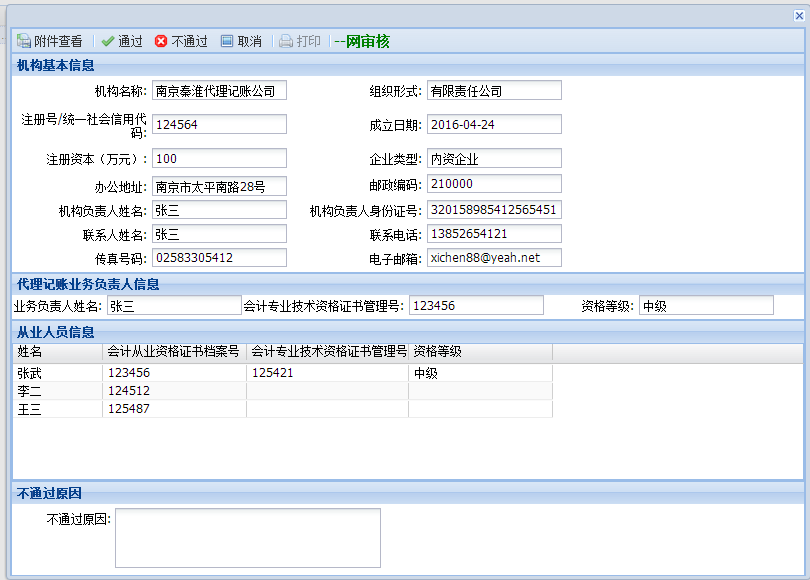 附件查看 通过 不通过 取消 打印 --网审核
机构基本信息
机构名称: 南京秦淮代理记账公司 组织形式: 有限责任公司
注册号/统一社会信用代
码: 124564 成立日期: 2016-04-24
注册资本（万元）: 100 企业类型: 内资企业
办公地址: 南京市太平南路28号 邮政编码: 210000
机构负责人姓名: 张三 机构负责人身份证号: 320158985412565451
联系人姓名: 张三 联系电话: 13852654121
传真号码: 02583305412 电子邮箱: xichen88@yeah.net
代理记账业务负责人信息
业务负责人姓名: 张三 会计专业技术资格证书管理号: 123456 资格等级: 中级
从业人员信息
姓名 会计从业资格证书档案号 会计专业技术资格证书管理号 资格等级
张武 123456 125421 中级
李二 124512
王三 125487
不通过原因
不通过原因: